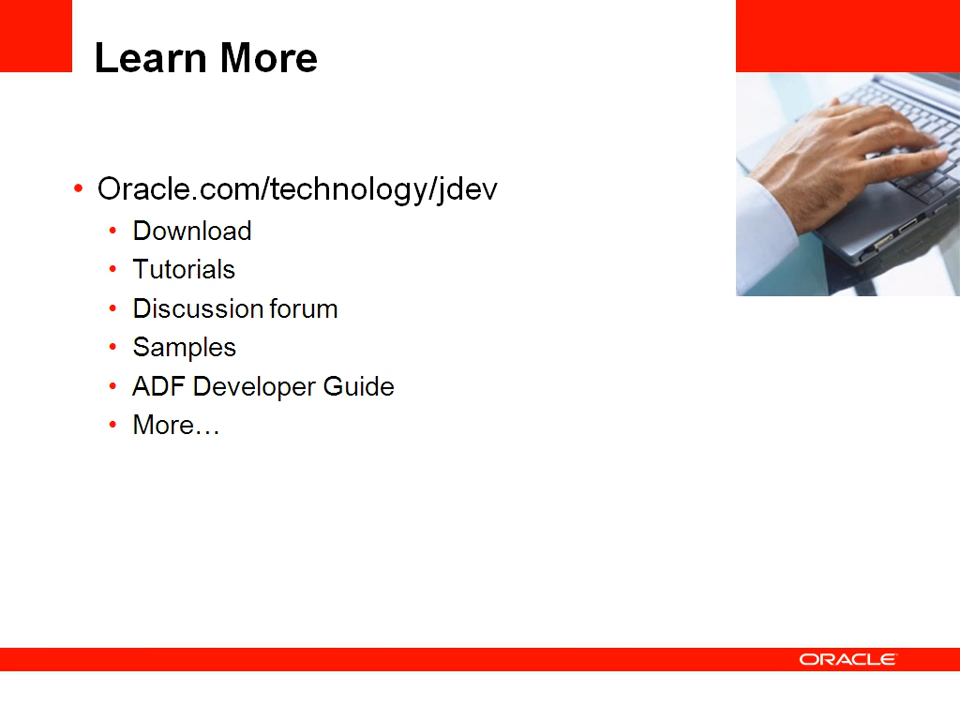 Learn More
• Oracle.com/technology/jdev
• Download
• Tutorials
• Discussion forum
• Samples
• ADF Developer Guide
• More…
ORACLE